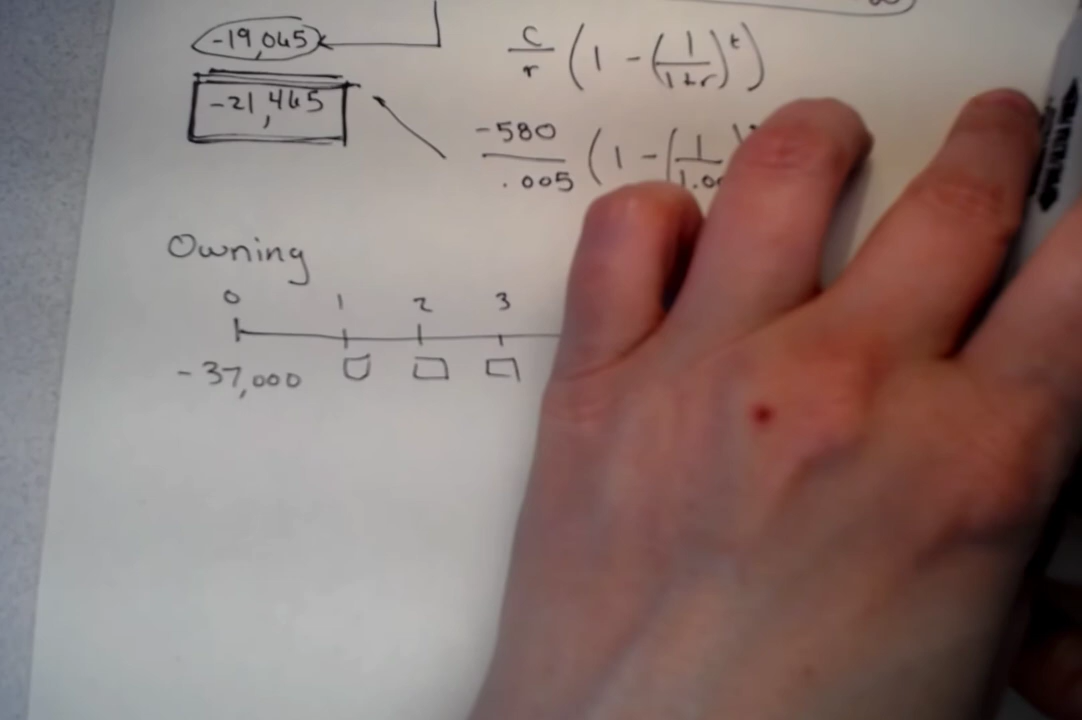 -19,045
C/r (1 - (1/1+r)^t)
-21,465
-580/.005 (1 - (1/1.00
Owning
0 1 2 3
-37,000